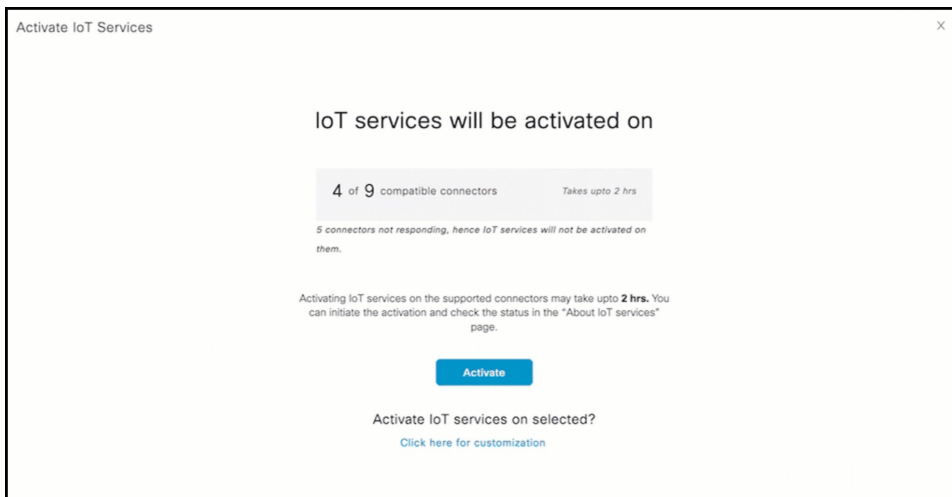 Activate IoT Services
X
IoT services will be activated on
4 of 9 compatible connectors Takes upto 2 hrs
5 connectors not responding, hence IoT services will not be activated on
them.
Activating IoT services on the supported connectors may take upto 2 hrs. You
can initiate the activation and check the status in the "About IoT services"
page.
Activate
Activate IoT services on selected?
Click here for customization